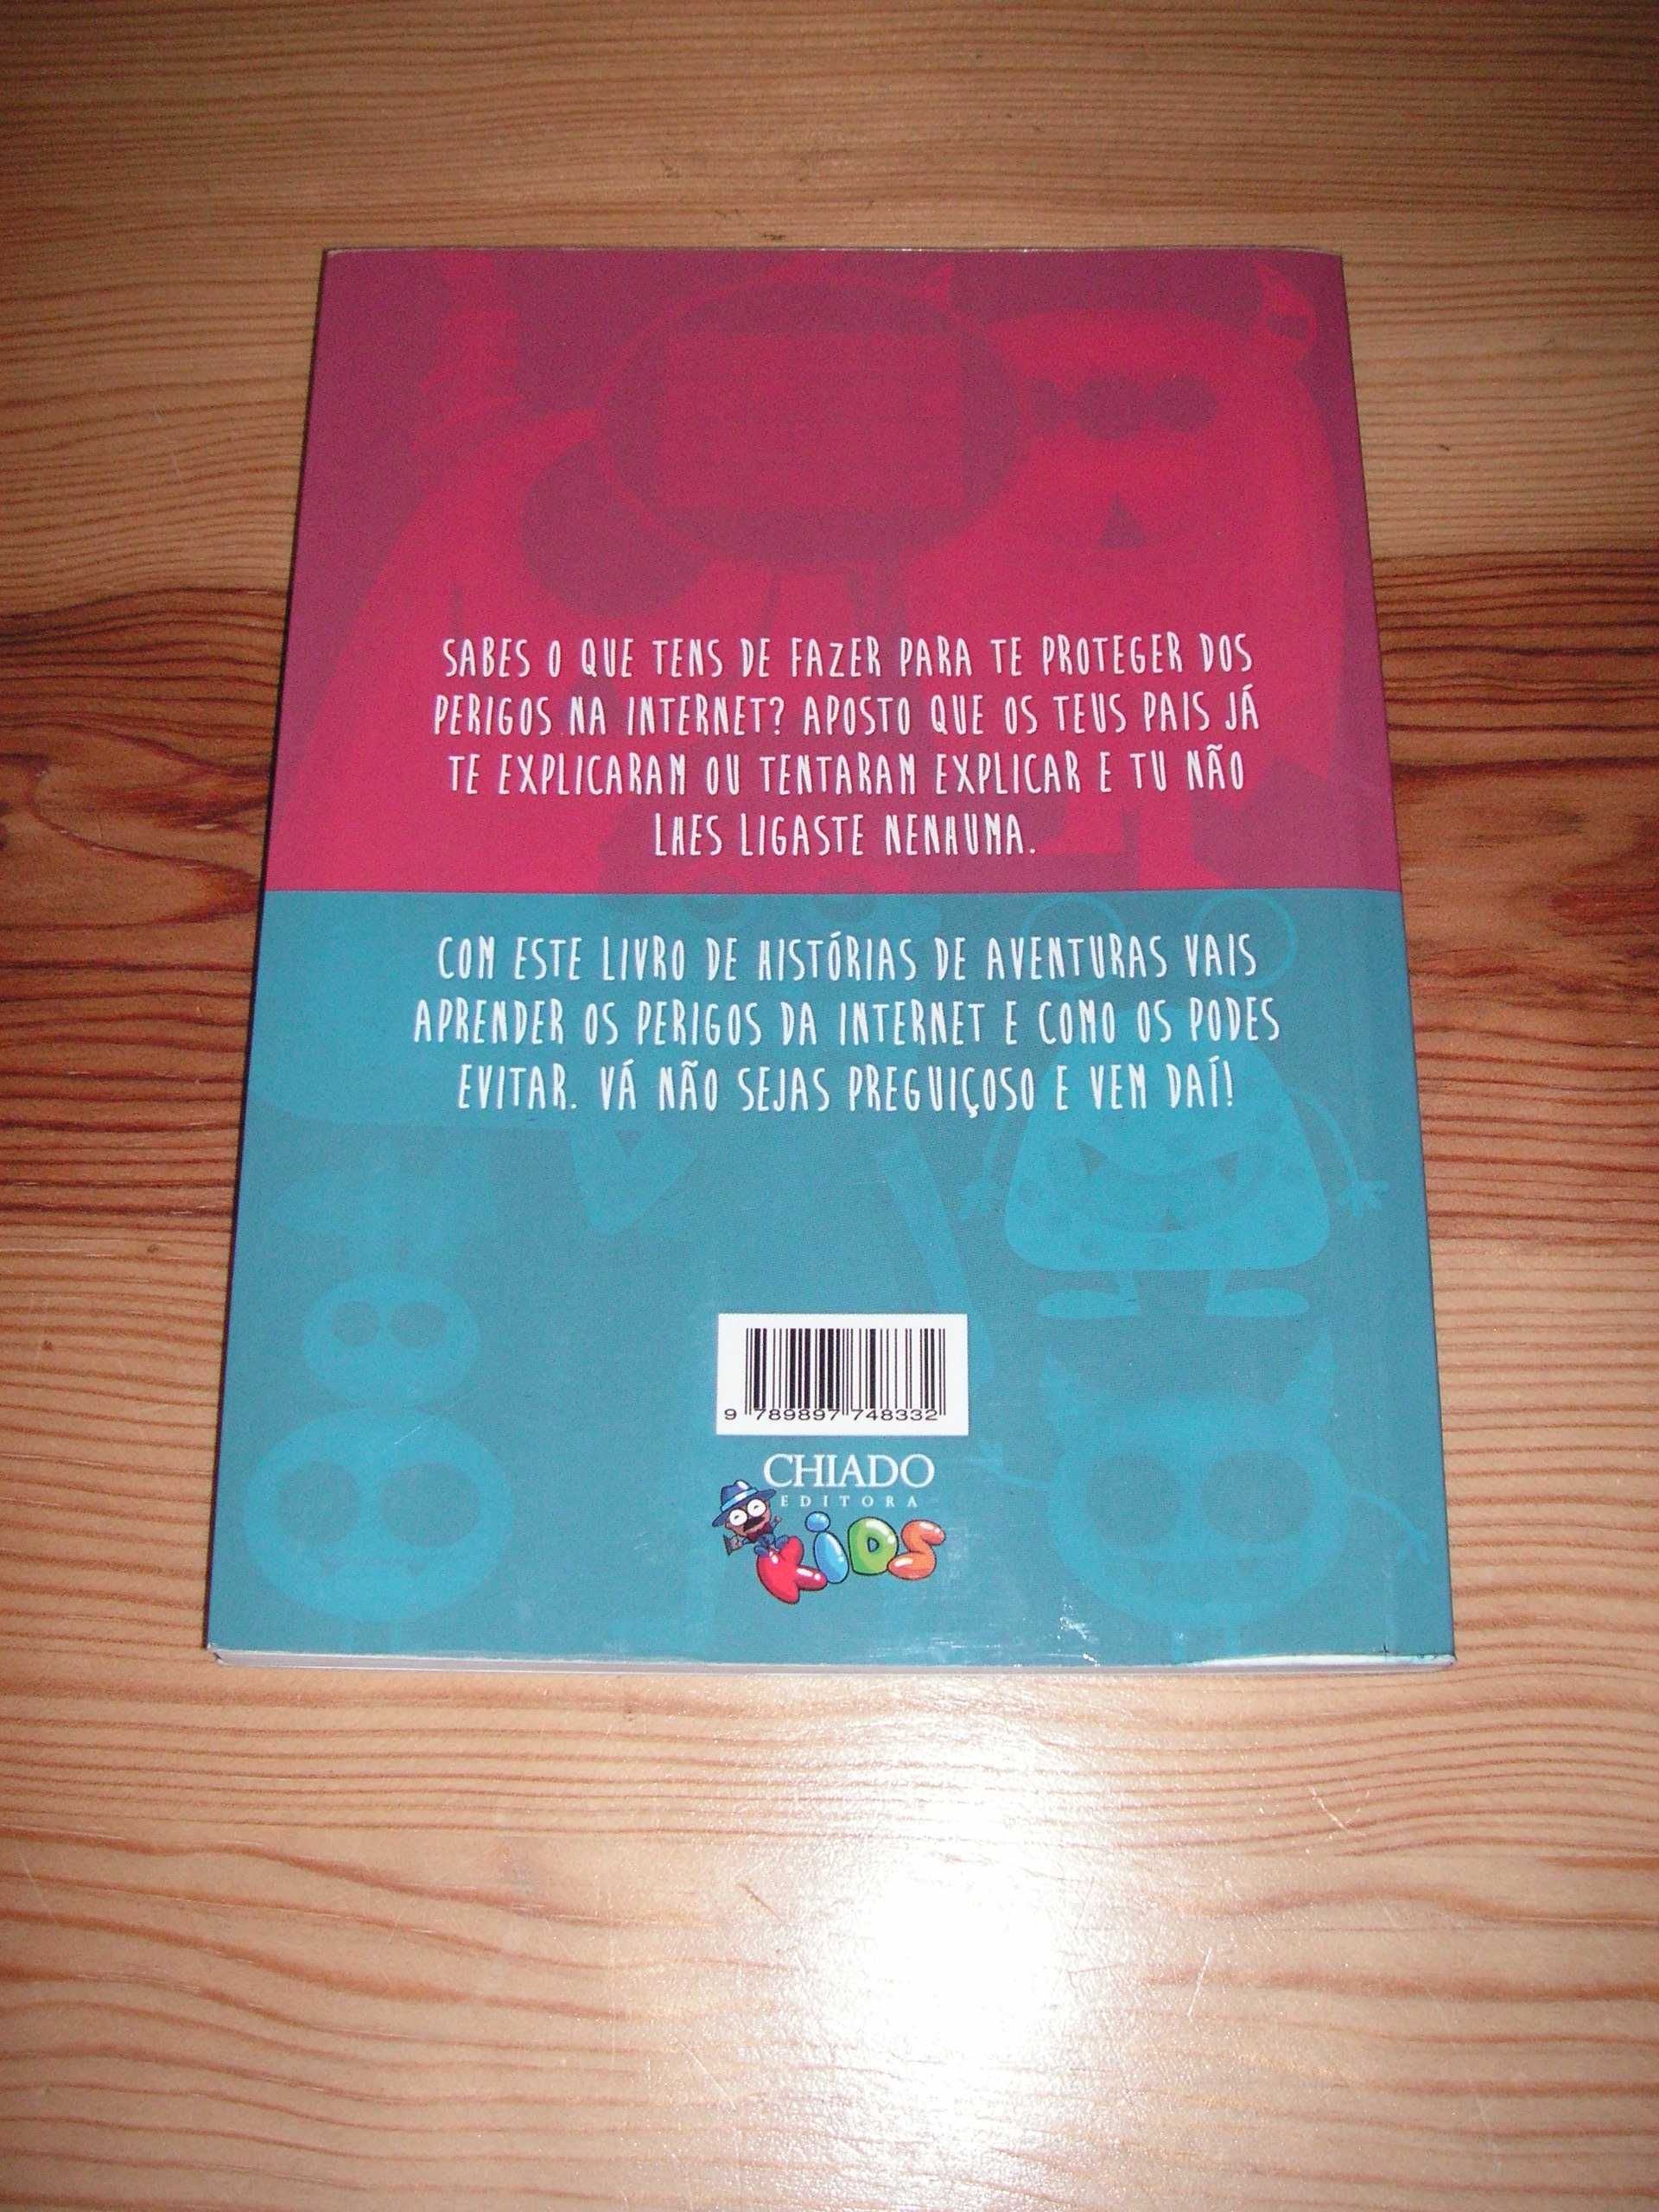 SABES O QUE TENS DE FAZER PARA TE PROTEGER DOS
PERIGOS NA INTERNET? APOSTO QUE OS TEUS PAIS JÁ
TE EXPLICARAM OU TENTARAM EXPLICAR E TU NÃO
LHES LIGASTE NENHUMA.
COM ESTE LIVRO DE HISTÓRIAS DE AVENTURAS VAIS
APRENDER OS PERIGOS DA INTERNET E COMO OS PODES
EVITAR. VÁ NÃO SEJAS PREGUIÇOSO E VEM DAÍ!
9 789897 748332
CHIADO
EDITORA
KiDS